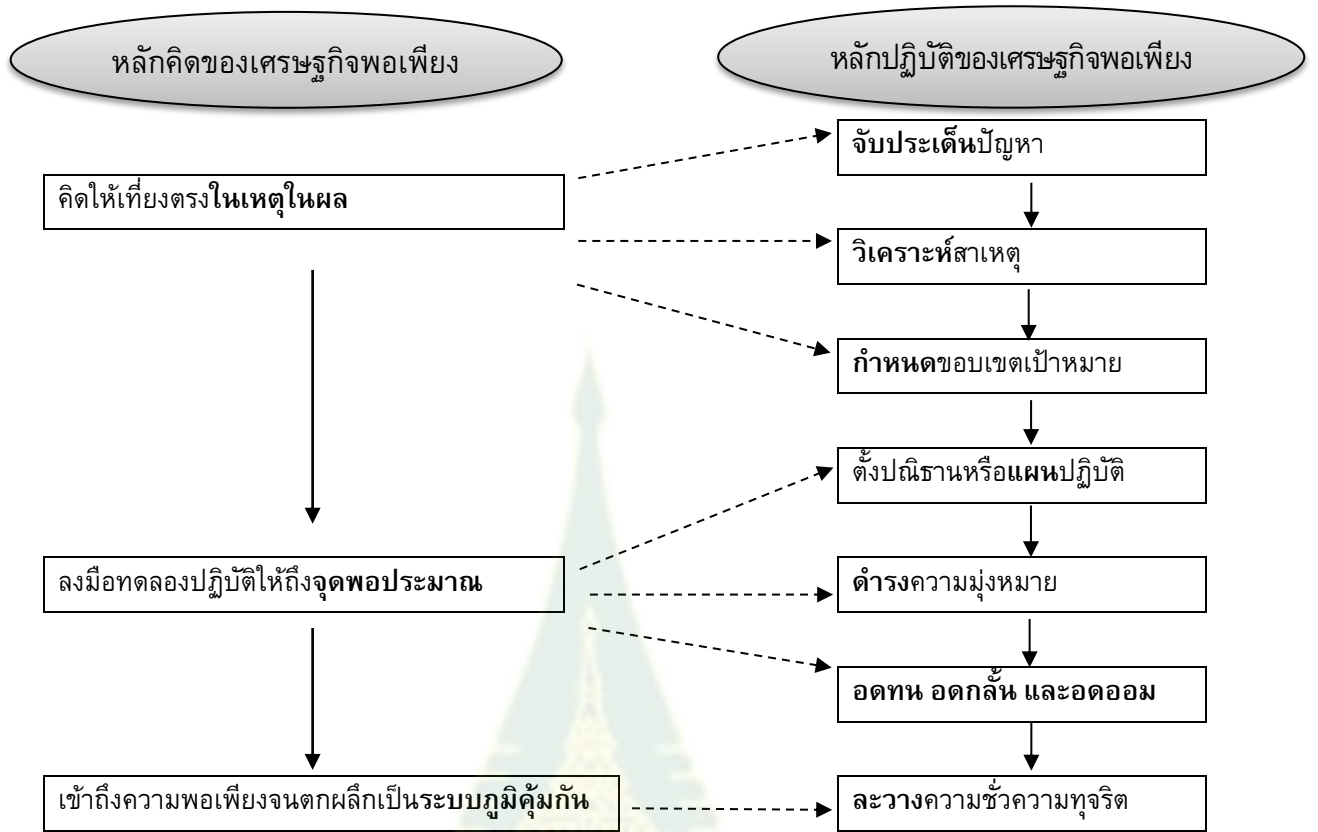 หลักคิดของเศรษฐกิจพอเพียง
หลักปฏิบัติของเศรษฐกิจพอเพียง
จับประเด็นปัญหา
คิดให้เที่ยงตรงในเหตุในผล
วิเคราะห์สาเหตุ
กำหนดขอบเขตเป้าหมาย
ตั้งปณิธานหรือแผนปฏิบัติ
ลงมือทดลองปฏิบัติให้ถึงจุดพอประมาณ
ดำรงความมุ่งหมาย
อดทน อดกลั้น และอดออม
เข้าถึงความพอเพียงจนตกผลึกเป็นระบบภูมิคุ้มกัน
ละวางความชั่วความทุจริต